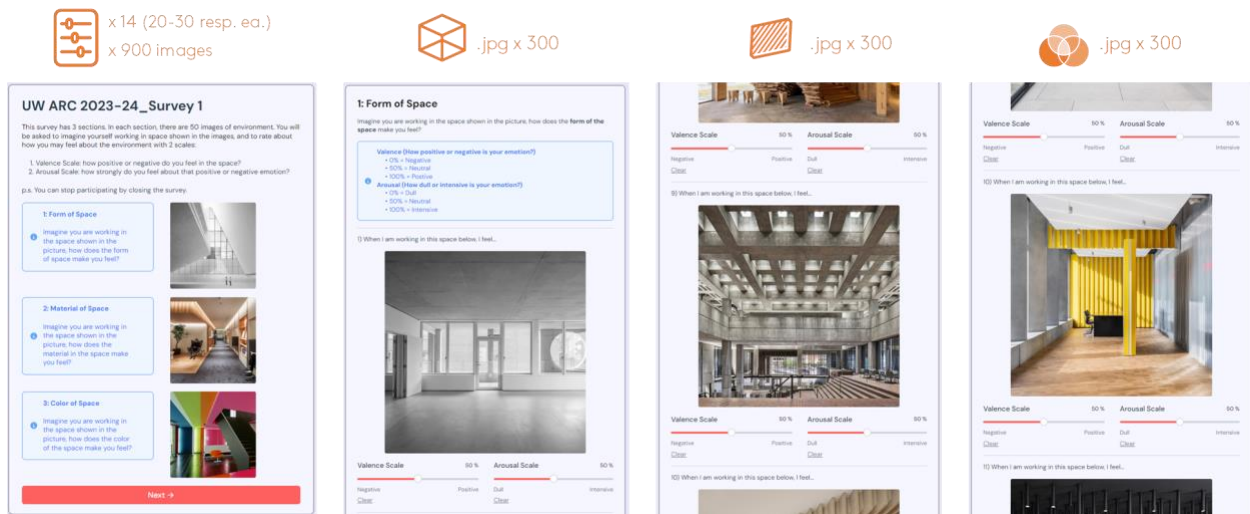 x 14 (20-30 resp. ea.)
x 900 images
.jpg x 300
.jpg x 300
.jpg x 300
UW ARC 2023-24_Survey 1
This survey has 3 sections. In each section, there are 50 images of environment. You will
be asked to imagine yourself working in space shown in the images, and to rate about
how you may feel about the environment with 2 scales:
1. Valence Scale: how positive or negative do you feel in the space?
2. Arousal Scale: how strongly do you feel about that positive or negative emotion?
p.s. You can stop participating by closing the survey.
1: Form of Space
Imagine you are working in
the space shown in the
picture, how does the form
of space make you feel?
2: Material of Space
Imagine you are working in
the space shown in the
picture, how does the
material in the space make
you feel?
3: Color of Space
Imagine you are working in
the space shown in the
picture, how does the color
of the space make you feel?
Next →
1: Form of Space
Imagine you are working in the space shown in the picture, how does the form of the
space make you feel?
Valence (How positive or negative is your emotion?)
• 0% = Negative
• 50% = Neutral
• 100% = Postive
Arousal (How dull or intensive is your emotion?)
• 0% = Dull
• 50% = Neutral
• 100% = Intensive
1) When I am working in this space below, I feel...
Valence Scale 50 % Arousal Scale 50 %
Negative Positive Dull Intensive
Clear Clear
Valence Scale 50 % Arousal Scale 50 %
Negative Positive Dull Intensive
Clear Clear
9) When I am working in this space below, I feel...
Valence Scale 50 % Arousal Scale 50 %
Negative Positive Dull Intensive
Clear Clear
10) When I am working in this space below, I feel...
Valence Scale 50 % Arousal Scale 50 %
Negative Positive Dull Intensive
Clear Clear
10) When I am working in this space below, I feel...
Valence Scale 50 % Arousal Scale 50 %
Negative Positive Dull Intensive
Clear Clear
11) When I am working in this space below, I feel...